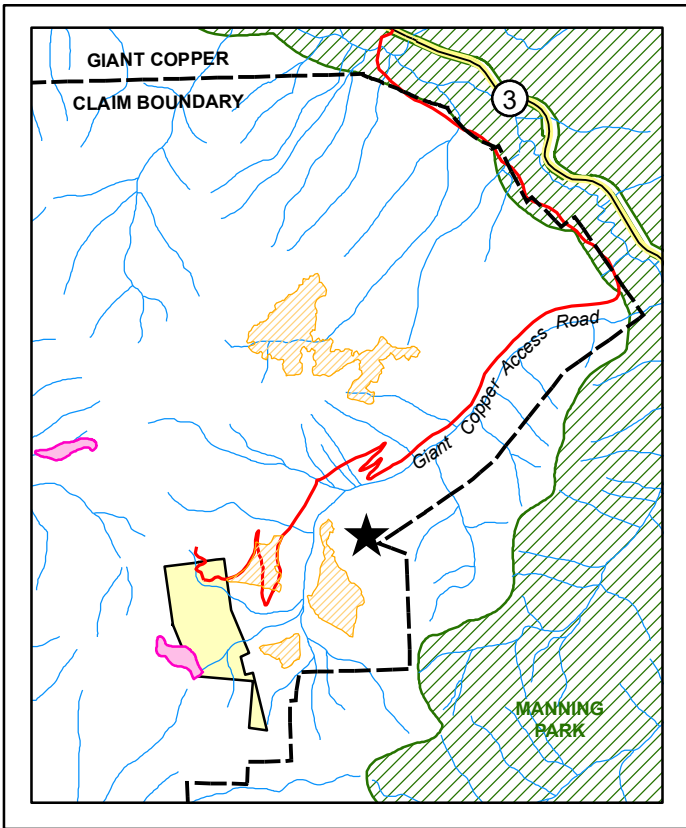 GIANT COPPER
CLAIM BOUNDARY
3
Giant Copper Access Road
MANNING
PARK